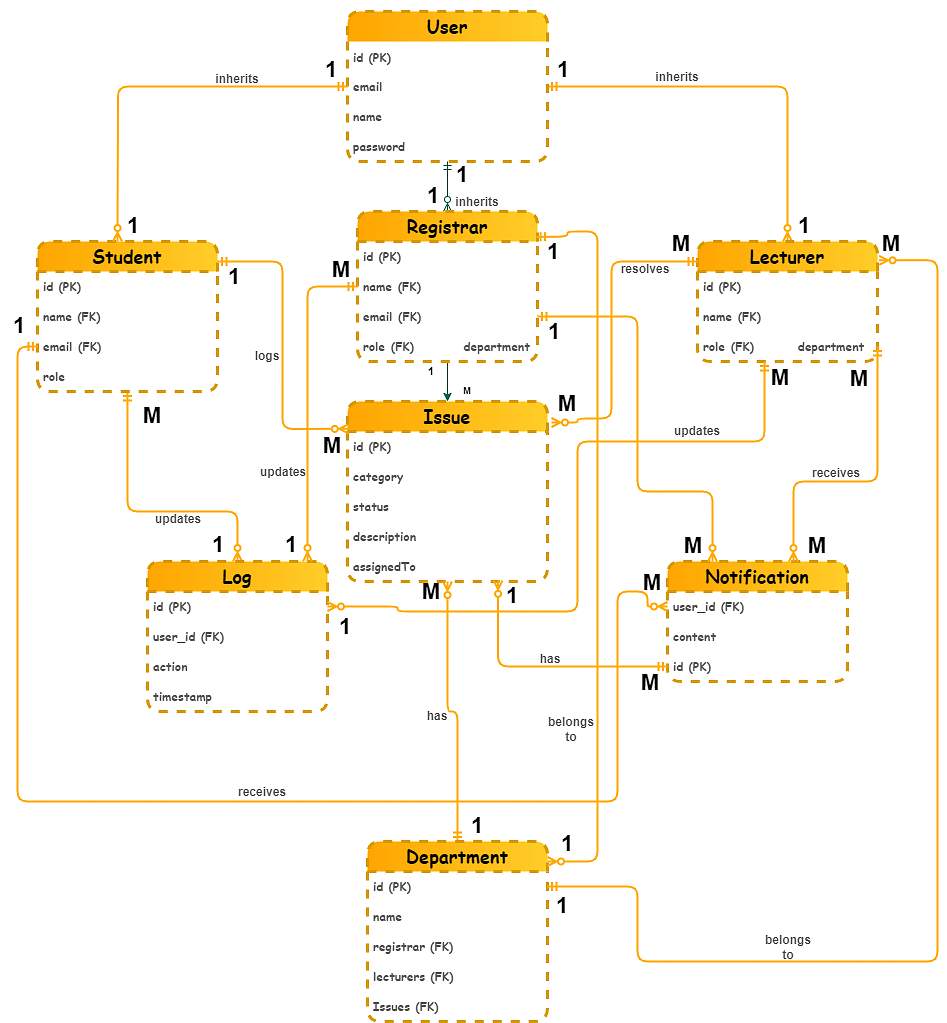 User
id (PK)
1
1
inherits
inherits
email
name
password
1
1
inherits
1
1
Registrar
M
M
Student
1
id (PK)
1
resolves
Lecturer
id (PK)
M
id (PK)
name (FK)
name (FK)
email (FK)
name (FK)
1
email (FK)
1
role (FK) department
role (FK) department
logs
role
1
M
M
M
M
M
Issue
M
updates
id (PK)
updates
category
receives
status
updates
description
1
1
M
M
assignedTo
Log
Notification
M
1
M
id (PK)
user_id (FK)
1
user_id (FK)
content
has
action
id (PK)
M
timestamp
has
belongs
to
receives
1
1
Department
id (PK)
1
name
belongs
to
registrar (FK)
lecturers (FK)
Issues (FK)